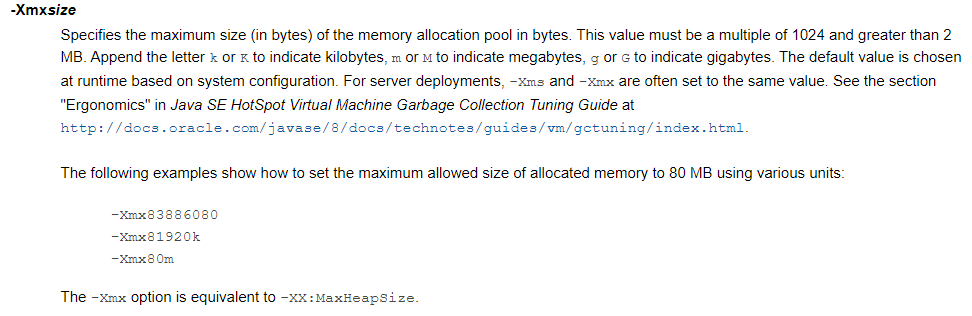 -Xmxsize
Specifies the maximum size (in bytes) of the memory allocation pool in bytes. This value must be a multiple of 1024 and greater than 2
MB. Append the letter k or K to indicate kilobytes, m or M to indicate megabytes, g or G to indicate gigabytes. The default value is chosen
at runtime based on system configuration. For server deployments, -Xms and -Xmx are often set to the same value. See the section
"Ergonomics" in Java SE HotSpot Virtual Machine Garbage Collection Tuning Guide at
http://docs.oracle.com/javase/8/docs/technotes/guides/vm/gctuning/index.html.
The following examples show how to set the maximum allowed size of allocated memory to 80 MB using various units:
-Xmx83886080
-Xmx81920k
-Xmx80m
The -Xmx option is equivalent to -XX:MaxHeapSize.